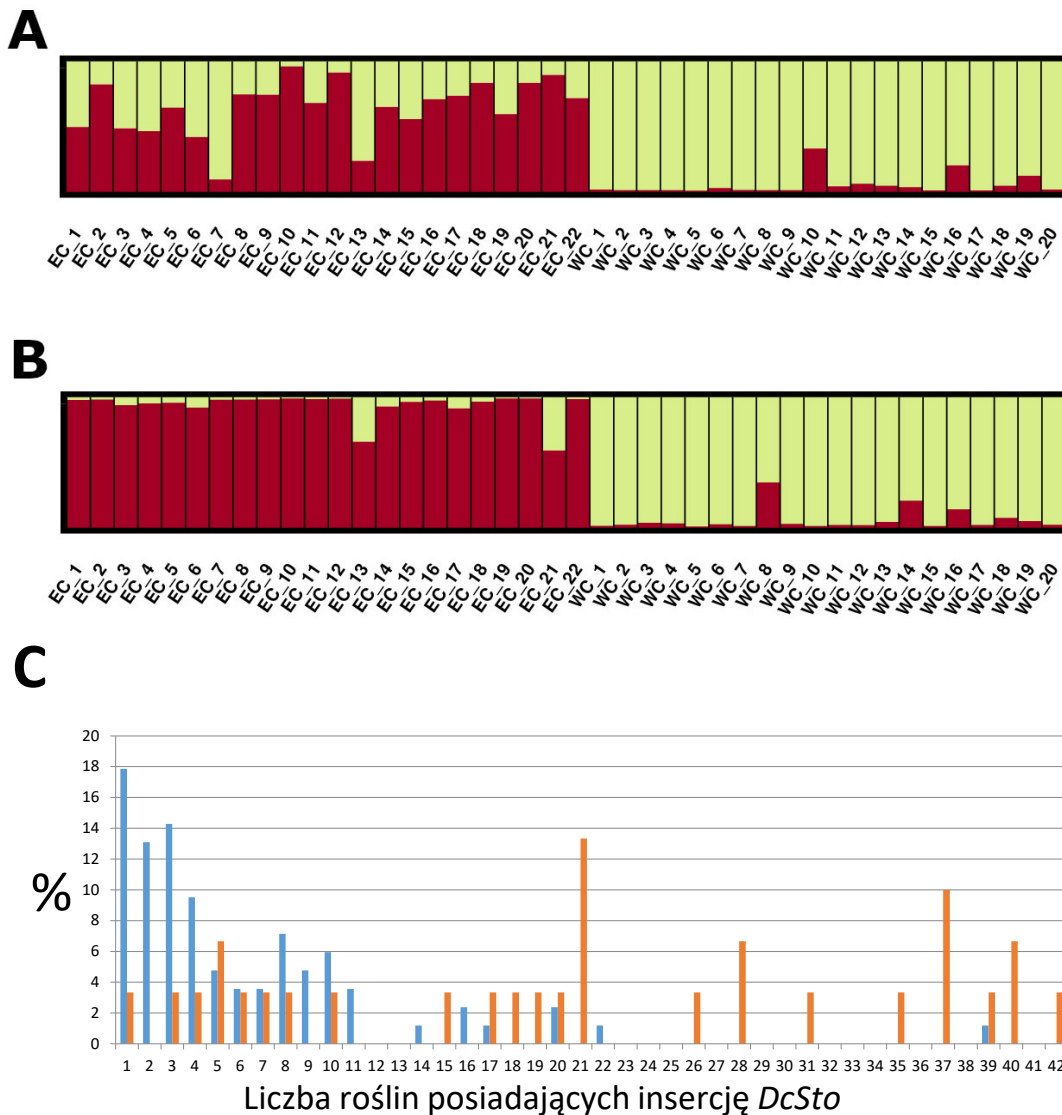 A
EC_1 EC_2 EC_3 EC_4 EC_5 EC_6 EC_7 EC_8 EC_9 EC_10 EC_11 EC_12 EC_13 EC_14 EC_15 EC_16 EC_17 EC_18 EC_19 EC_20 EC_21 EC_22 WC_1 WC_2 WC_3 WC_4 WC_5 WC_6 WC_7 WC_8 WC_9 WC_10 WC_11 WC_12 WC_13 WC_14 WC_15 WC_16 WC_17 WC_18 WC_19 WC_20
B
EC_1 EC_2 EC_3 EC_4 EC_5 EC_6 EC_7 EC_8 EC_9 EC_10 EC_11 EC_12 EC_13 EC_14 EC_15 EC_16 EC_17 EC_18 EC_19 EC_20 EC_21 EC_22 WC_1 WC_2 WC_3 WC_4 WC_5 WC_6 WC_7 WC_8 WC_9 WC_10 WC_11 WC_12 WC_13 WC_14 WC_15 WC_16 WC_17 WC_18 WC_19 WC_20
C
20
18
16
14
12
10
8
6
4
2
0
%
1 2 3 4 5 6 7 8 9 10 11 12 13 14 15 16 17 18 19 20 21 22 23 24 25 26 27 28 29 30 31 32 33 34 35 36 37 38 39 40 41 42
Liczba roślin posiadających insercję DcSto